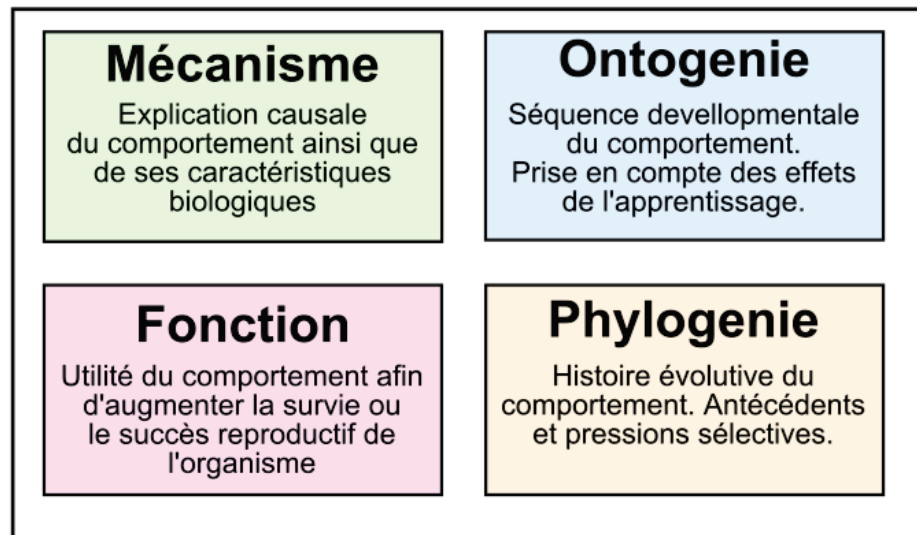 Mécanisme
Explication causale
du comportement ainsi que
de ses caractéristiques
biologiques
Ontogenie
Séquence devellopmentale
du comportement.
Prise en compte des effets
de l'apprentissage.
Fonction
Utilité du comportement afin
d'augmenter la survie ou
le succès reproductif de
l'organisme
Phylogenie
Histoire évolutive du
comportement. Antécédents
et pressions sélectives.